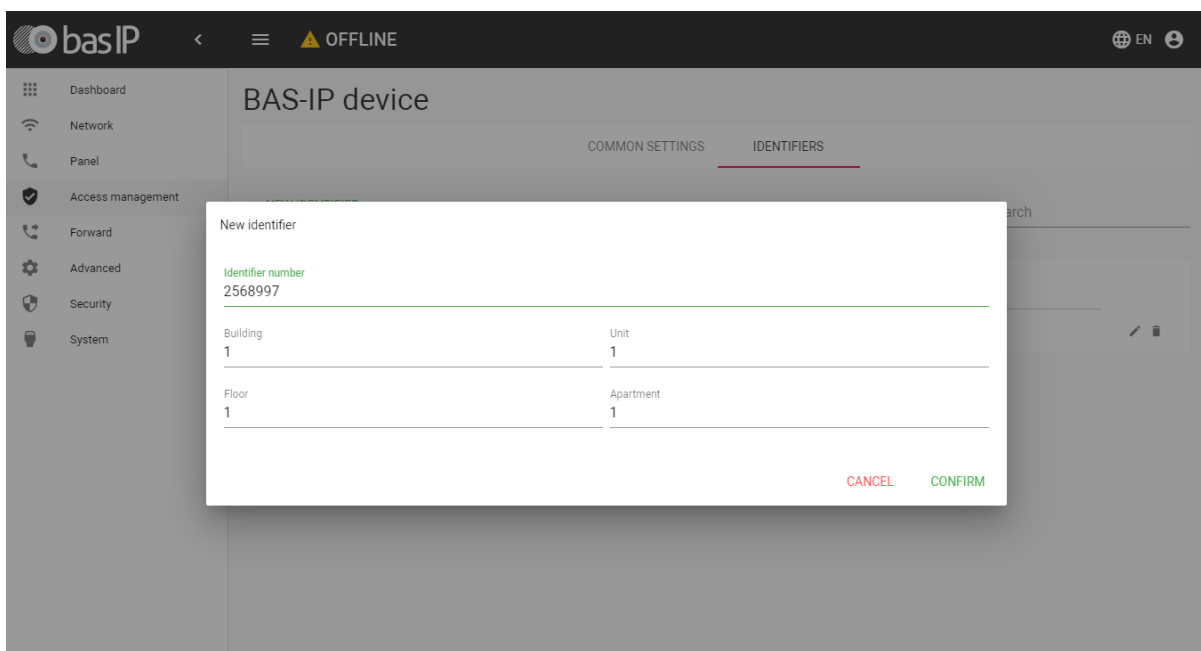 bas IP
OFFLINE
EN
Dashboard
Network
Panel
Access management
Forward
Advanced
Security
System
BAS-IP device
COMMON SETTINGS
IDENTIFIERS
New identifier
Identifier number
2568997
Building
1
Unit
1
Floor
1
Apartment
1
CANCEL
CONFIRM